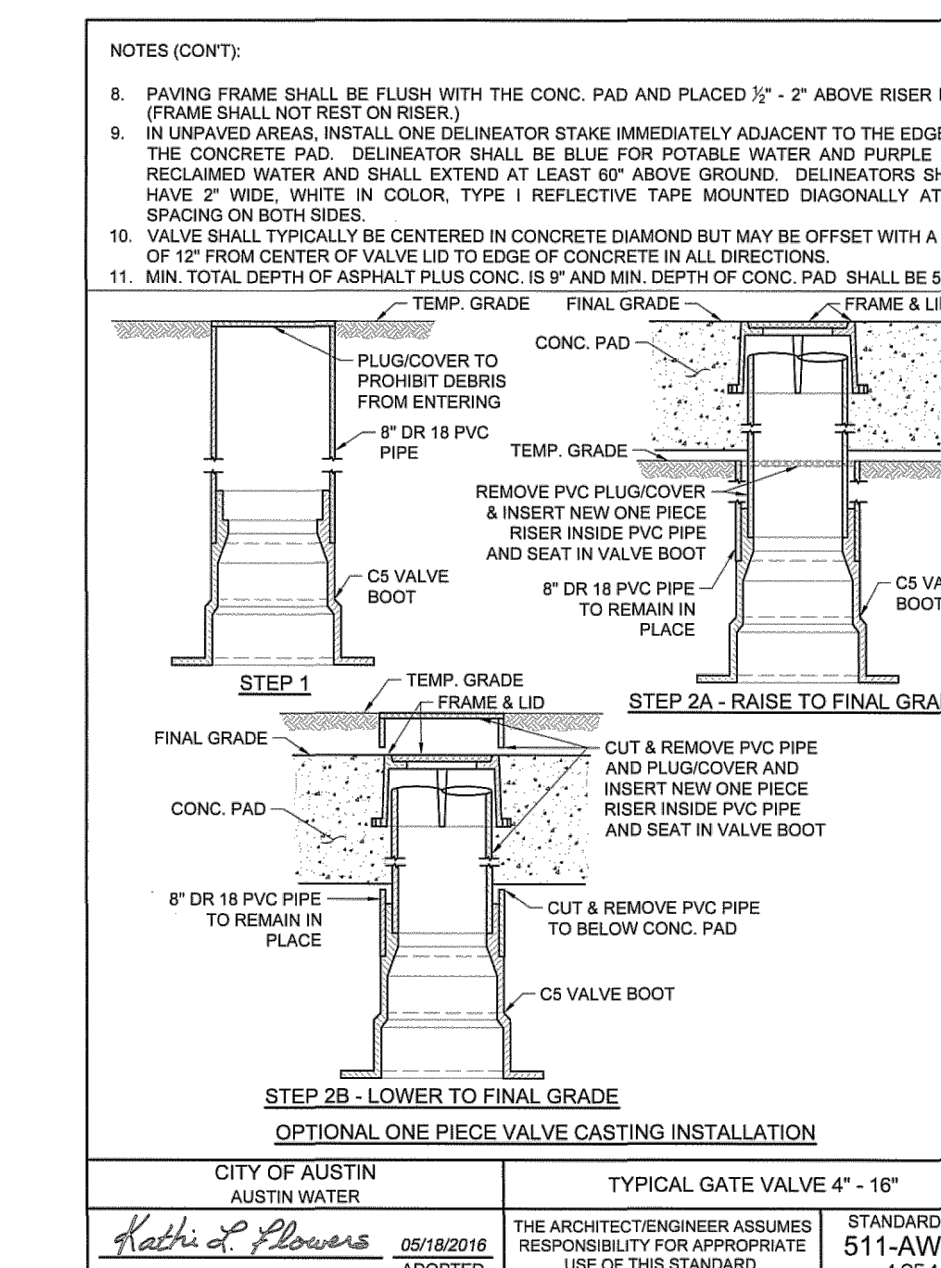 NOTES (CON'T):
8. PAVING FRAME SHALL BE FLUSH WITH THE CONC. PAD AND PLACED ½" - 2" ABOVE RISER
(FRAME SHALL NOT REST ON RISER.)
9. IN UNPAVED AREAS, INSTALL ONE DELINEATOR STAKE IMMEDIATELY ADJACENT TO THE EDGE
THE CONCRETE PAD. DELINEATOR SHALL BE BLUE FOR POTABLE WATER AND PURPLE
RECLAIMED WATER AND SHALL EXTEND AT LEAST 60" ABOVE GROUND. DELINEATORS SH
HAVE 2" WIDE, WHITE IN COLOR, TYPE I REFLECTIVE TAPE MOUNTED DIAGONALLY AT
SPACING ON BOTH SIDES.
10. VALVE SHALL TYPICALLY BE CENTERED IN CONCRETE DIAMOND BUT MAY BE OFFSET WITH A
OF 12" FROM CENTER OF VALVE LID TO EDGE OF CONCRETE IN ALL DIRECTIONS.
11. MIN. TOTAL DEPTH OF ASPHALT PLUS CONC. IS 9" AND MIN. DEPTH OF CONC. PAD SHALL BE 5
TEMP. GRADE
PLUG/COVER TO
PROHIBIT DEBRIS
FROM ENTERING
8" DR 18 PVC
PIPE
C5 VALVE
BOOT
STEP 1
FINAL GRADE
FRAME & LI
CONC. PAD
TEMP. GRADE
REMOVE PVC PLUG/COVER
& INSERT NEW ONE PIECE
RISER INSIDE PVC PIPE
AND SEAT IN VALVE BOOT
8" DR 18 PVC PIPE
TO REMAIN IN
PLACE
C5 VA
BOOT
STEP 2A - RAISE TO FINAL GRA
TEMP. GRADE
FRAME & LID
FINAL GRADE
CONC. PAD
CUT & REMOVE PVC PIPE
AND PLUG/COVER AND
INSERT NEW ONE PIECE
RISER INSIDE PVC PIPE
AND SEAT IN VALVE BOOT
8" DR 18 PVC PIPE
TO REMAIN IN
PLACE
CUT & REMOVE PVC PIPE
TO BELOW CONC. PAD
C5 VALVE BOOT
STEP 2B - LOWER TO FINAL GRADE
OPTIONAL ONE PIECE VALVE CASTING INSTALLATION
CITY OF AUSTIN
AUSTIN WATER
TYPICAL GATE VALVE 4" - 16"
Kathi L. Flowers 05/18/2016
ADOPTED
THE ARCHITECT/ENGINEER ASSUMES
RESPONSIBILITY FOR APPROPRIATE
USE OF THIS STANDARD
STANDARD
511-AW